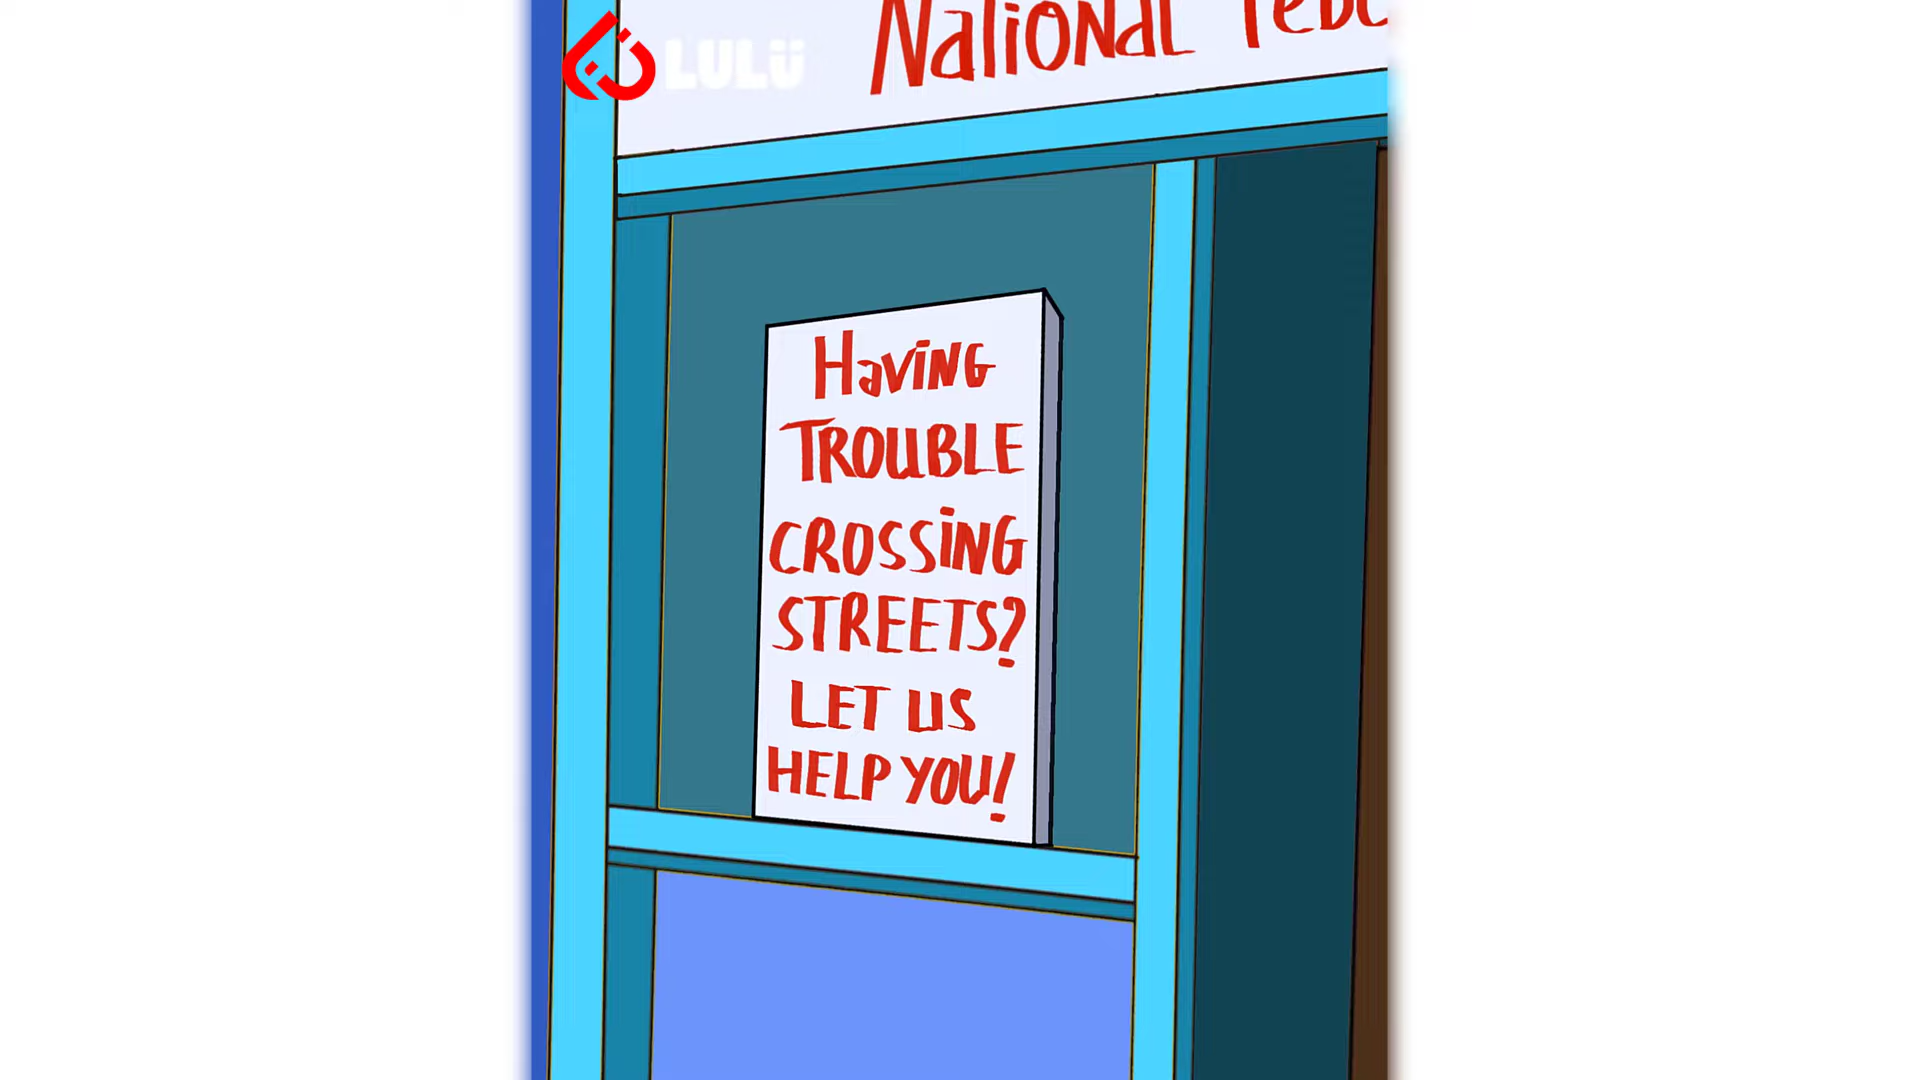 LULU
National
Having
TROUBLE
CROSSING
STREETS?
LET US
HELP YOU!